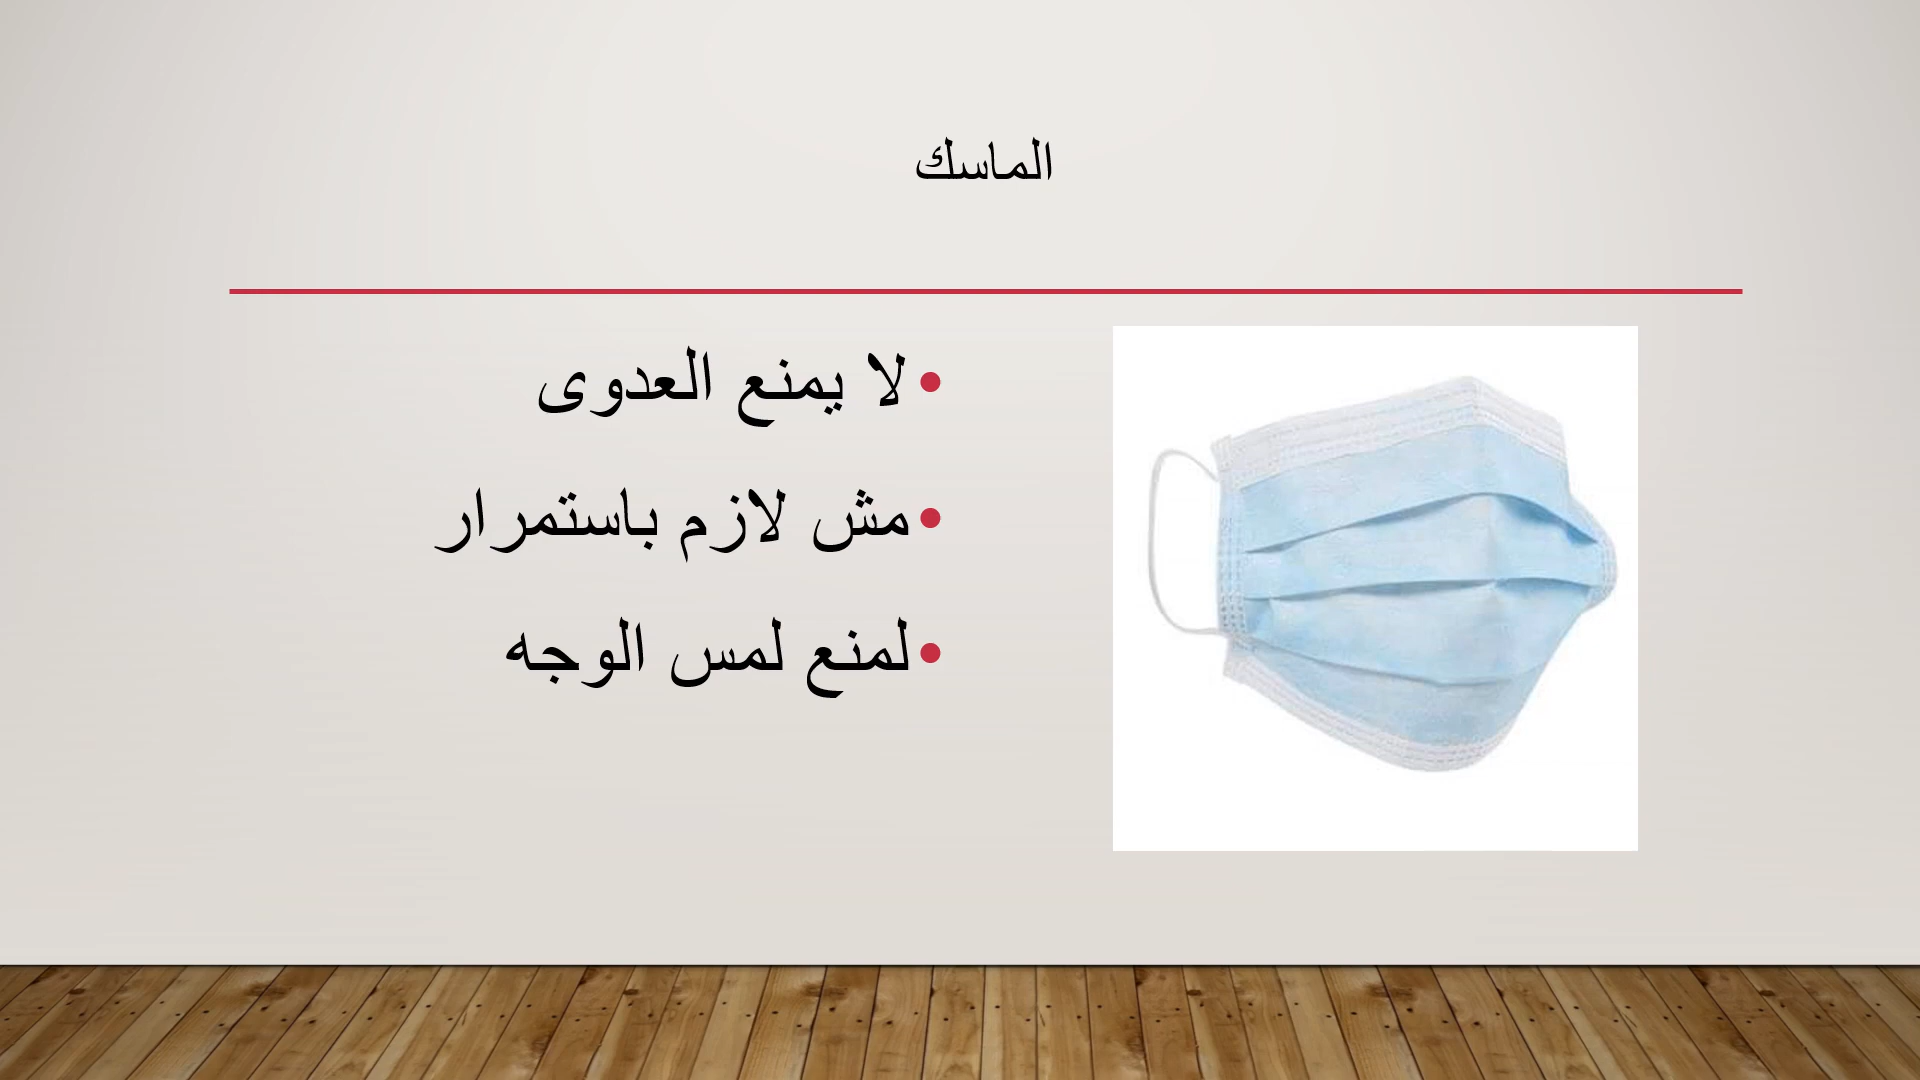 الماسك
• لا يمنع العدوى
• مش لازم باستمرار
• لمنع لمس الوجه